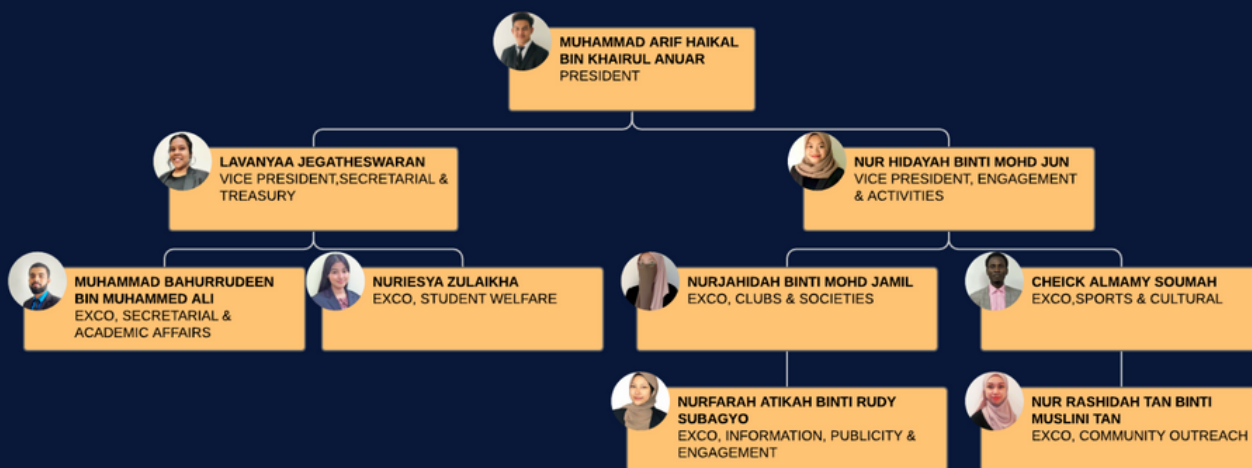 MUHAMMAD ARIF HAIKAL
BIN KHAIRUL ANUAR
PRESIDENT
LAVANYAA JEGATHESWARAN
VICE PRESIDENT,SECRETARIAL &
TREASURY
NUR HIDAYAH BINTI MOHD JUN
VICE PRESIDENT, ENGAGEMENT
& ACTIVITIES
MUHAMMAD BAHURRUDEEN
BIN MUHAMMED ALI
EXCO, SECRETARIAL &
ACADEMIC AFFAIRS
NURIESYA ZULAIKHA
EXCO, STUDENT WELFARE
NURJAHIDAH BINTI MOHD JAMIL
EXCO, CLUBS & SOCIETIES
CHEICK ALMAMY SOUMAH
EXCO,SPORTS & CULTURAL
NURFARAH ATIKAH BINTI RUDY
SUBAGYO
EXCO, INFORMATION, PUBLICITY &
ENGAGEMENT
NUR RASHIDAH TAN BINTI
MUSLINI TAN
EXCO, COMMUNITY OUTREACH